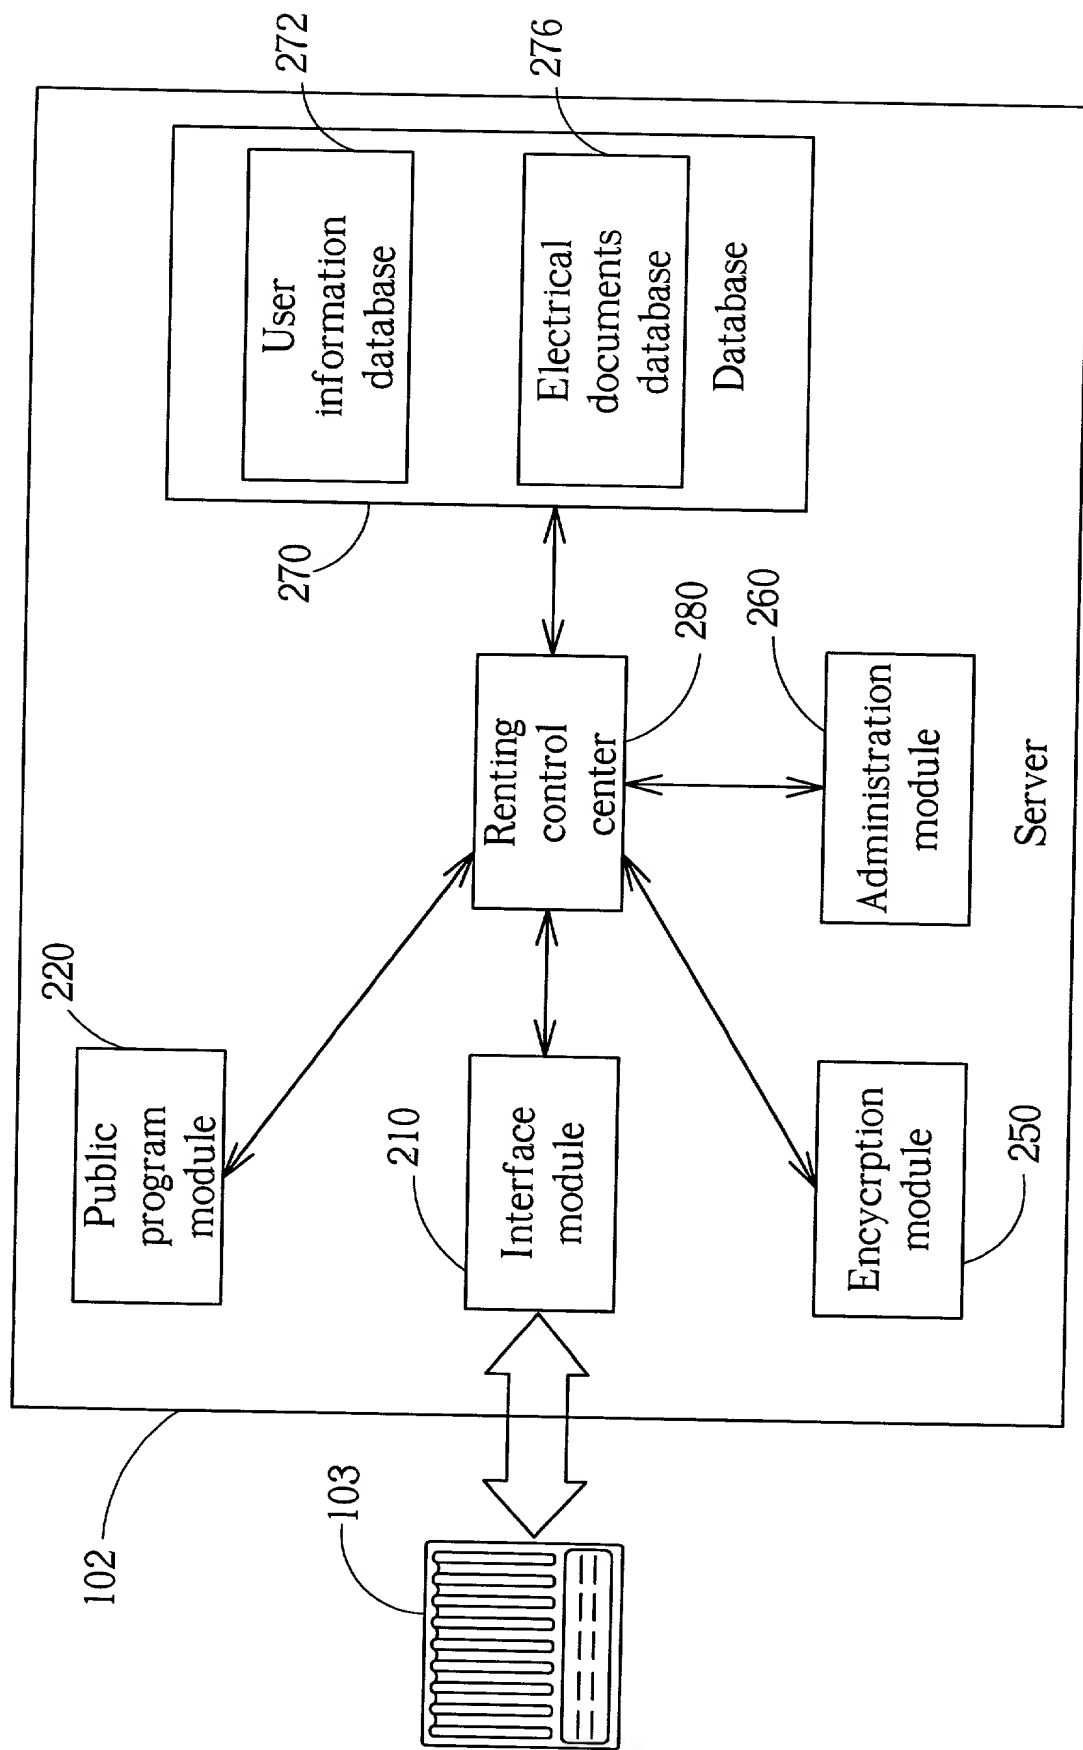 102
103
220
Public
program
module
210
Interface
module
Encycrption
module
250
Renting
control
center
280
260
Administration
module
Server
270
272
User
information
database
276
Electrical
documents
database
Database